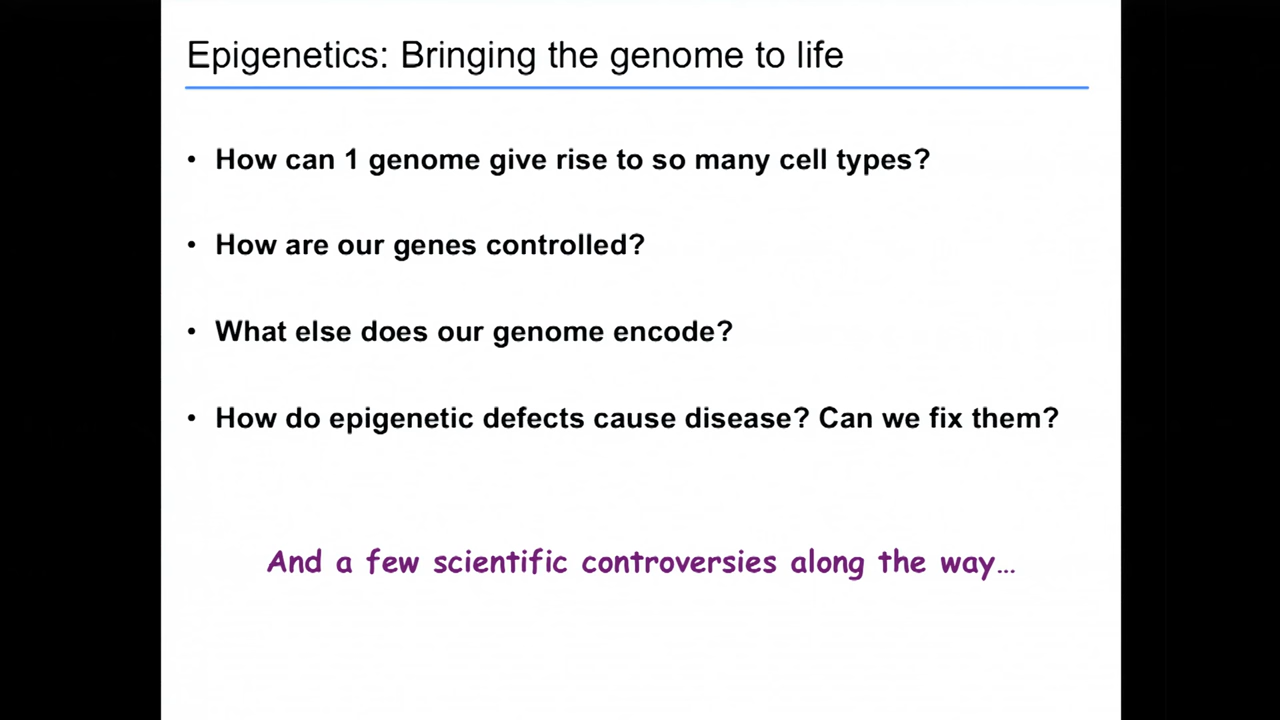 Epigenetics: Bringing the genome to life
• How can 1 genome give rise to so many cell types?
• How are our genes controlled?
• What else does our genome encode?
• How do epigenetic defects cause disease? Can we fix them?
And a few scientific controversies along the way…